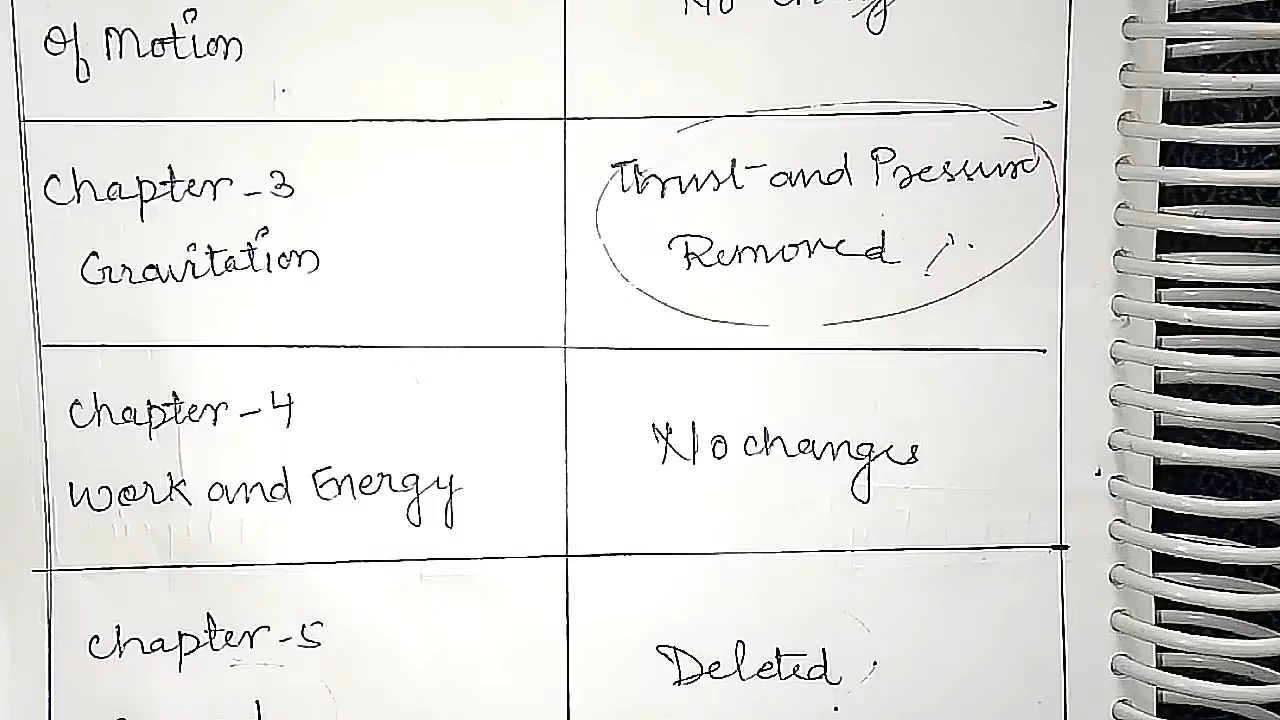 Of Motion
Chapter-3
Gravitation
Thrust and Pressure
Removed !.
Chapter-4
Work and Energy
No changes
Chapter-5
Deleted